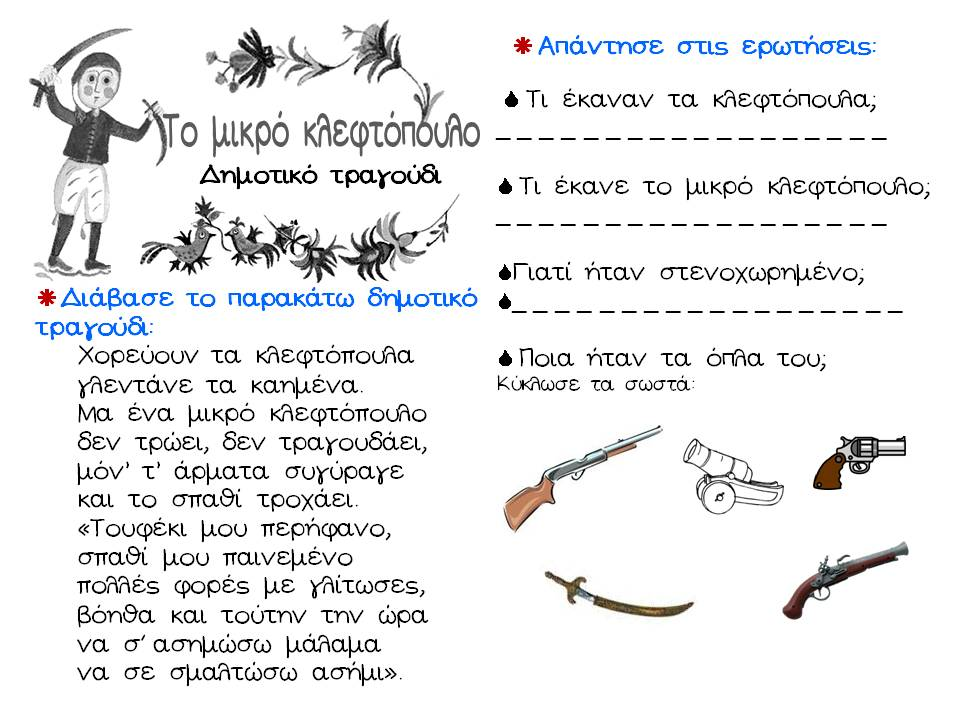 Το μικρό κλεφτόπουλο
Δημοτικό τραγούδι
Διάβασε το παρακάτω δημοτικό
τραγούδι:
Χορεύουν τα κλεφτόπουλα
γλεντάνε τα καημένα.
Μα ένα μικρό κλεφτόπουλο
δεν τρώει, δεν τραγουδάει,
μόν' τ' άρματα συγύραγε
και το σπαθί τροχάει.
«Τουφέκι μου περήφανο,
σπαθί μου παινεμένο
πολλές φορές με γλίτωσες,
βόηθα και τούτην την ώρα
να σ' ασημώσω μάλαμα
να σε σμαλτώσω ασήμι».
Απάντησε στις ερωτήσεις:
Τι έκαναν τα κλεφτόπουλα;
Τι έκανε το μικρό κλεφτόπουλο;
Γιατί ήταν στενοχωρημένο;
Ποια ήταν τα όπλα του;
Κύκλωσε τα σωστά: